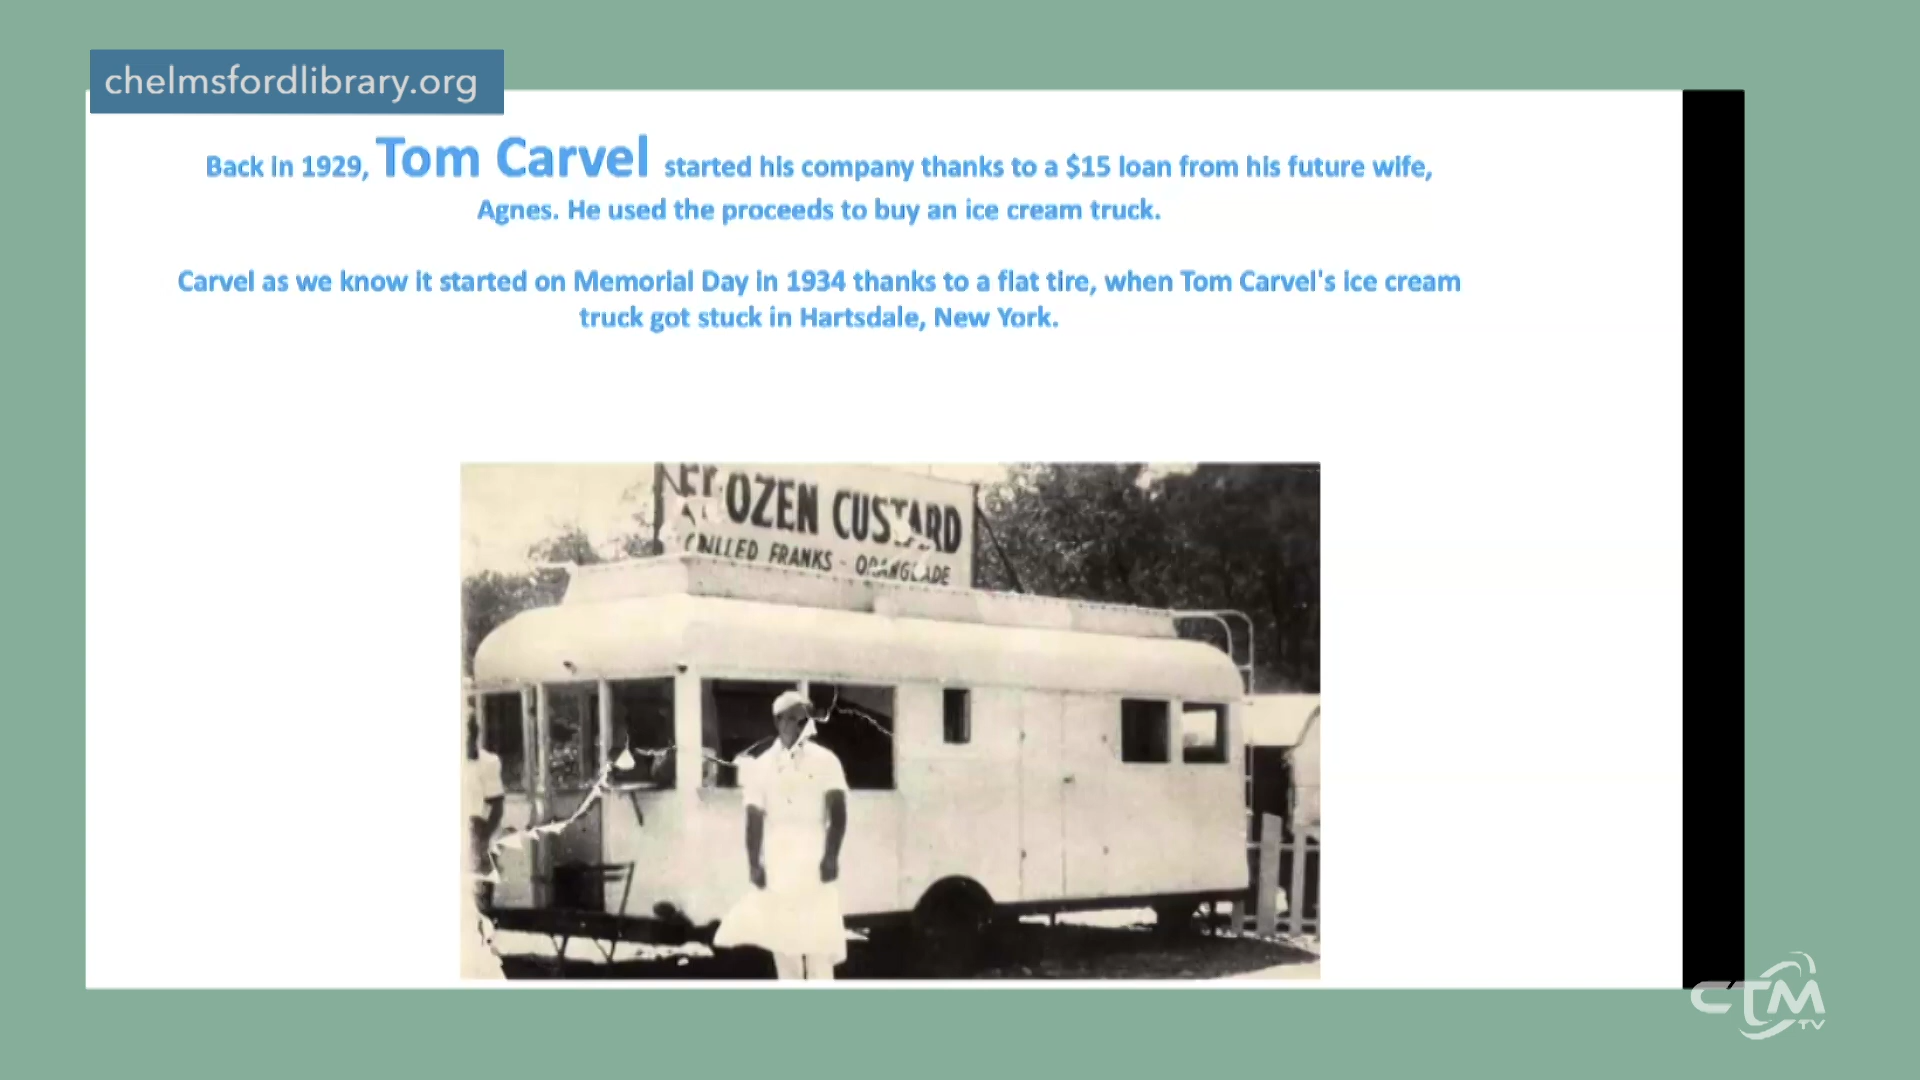 chelmsfordlibrary.org
Back in 1929, Tom Carvel started his company thanks to a $15 loan from his future wife,
Agnes. He used the proceeds to buy an ice cream truck.
Carvel as we know it started on Memorial Day in 1934 thanks to a flat tire, when Tom Carvel's ice cream
truck got stuck in Hartsdale, New York.
FROZEN CUSTARD
GRILLED FRANKS - ORANGEADE
CTM
TV